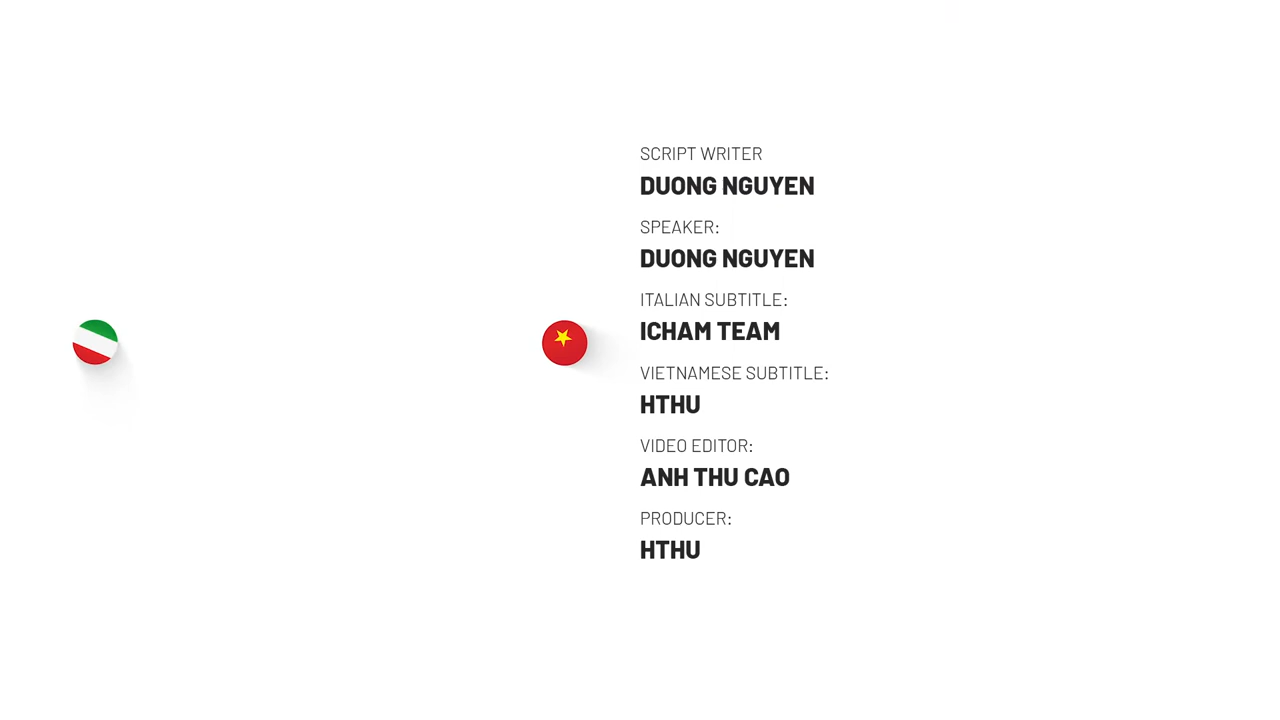 SCRIPT WRITER
DUONG NGUYEN
SPEAKER:
DUONG NGUYEN
ITALIAN SUBTITLE:
ICHAM TEAM
VIETNAMESE SUBTITLE:
HTHU
VIDEO EDITOR:
ANH THU CAO
PRODUCER:
HTHU